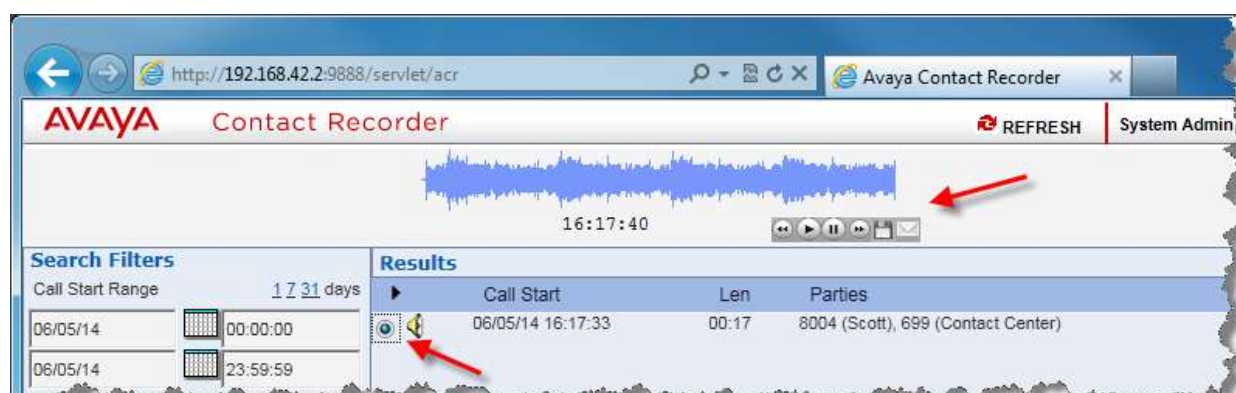 http://192.168.42.2:9888/servlet/acr
Avaya Contact Recorder
AVAYA Contact Recorder
REFRESH
System Admin
16:17:40
Search Filters
Results
Call Start Range 1 7 31 days
Call Start Len Parties
06/05/14 00:00:00
06/05/14 16:17:33 00:17 8004 (Scott), 699 (Contact Center)
06/05/14 23:59:59